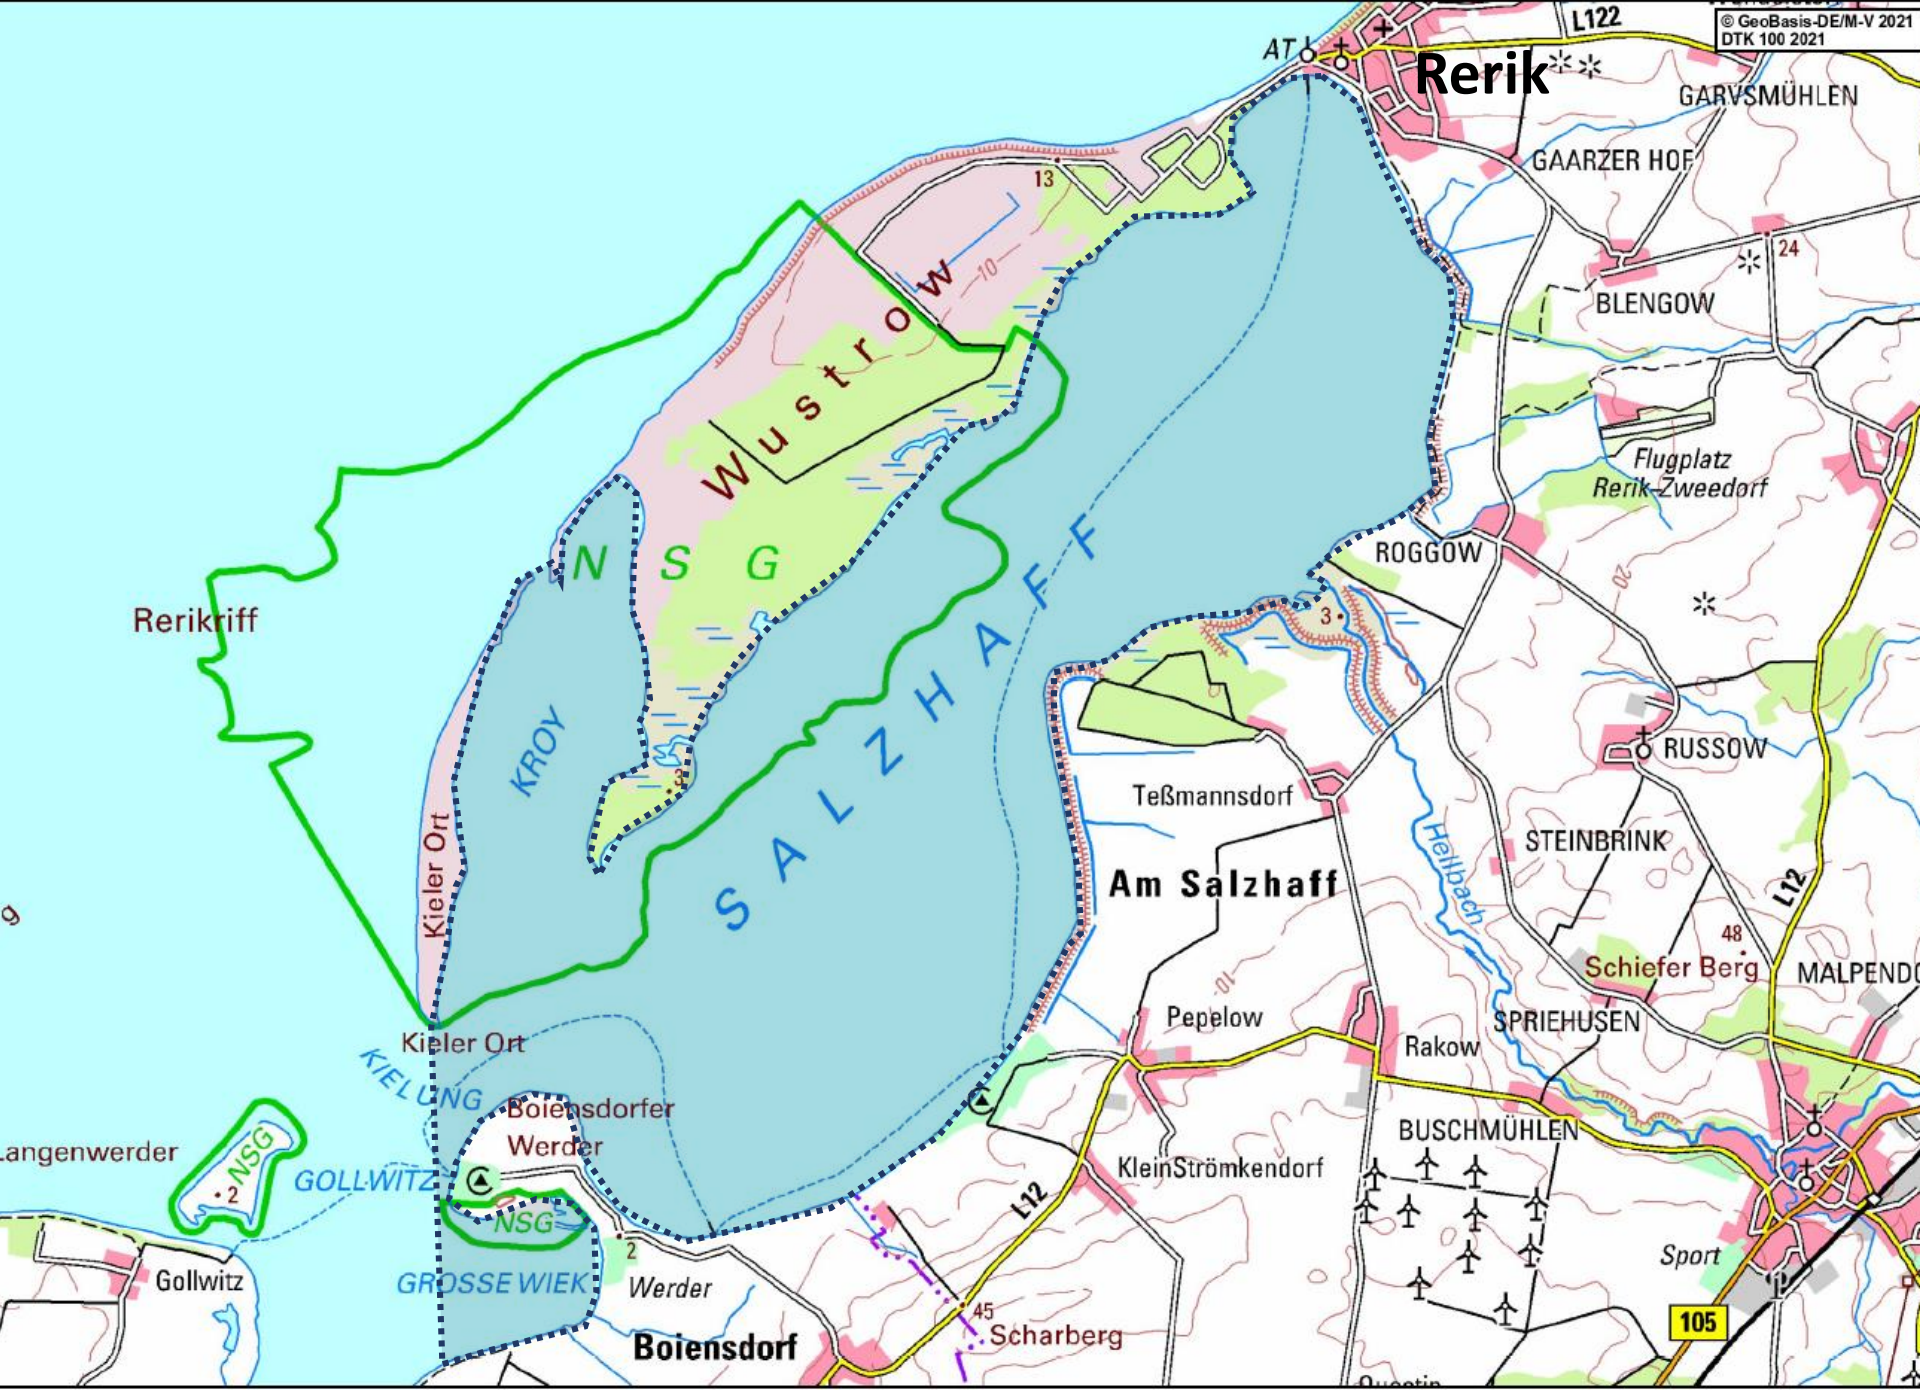 © GeoBasis-DE/M-V 2021
DTK 100 2021
L122
AT
Rerik
GARVSMÜHLEN
GAARZER HOF
13
24
10
BLENGOW
Wustrow
Flugplatz
Rerik-Zweedorf
NSG
ROGGOW
20
Rerikriff
3
SALZHAFF
KROY
RUSSOW
3
Teßmannsdorf
STEINBRINK
Kieler Ort
Hellbach
Am Salzhaff
L12
48
Schiefer Berg
MALPENDO
10
Pepelow
SPRIEHUSEN
Kieler Ort
Rakow
KIELUNG
Boiensdorfer
Werder
BUSCHMÜHLEN
Langenwerder
NSG
2
GOLLWITZ
KleinStrömkendorf
L12
NSG
2
Gollwitz
GROSSE WIEK
Werder
Sport
45
Scharberg
105
Boiensdorf